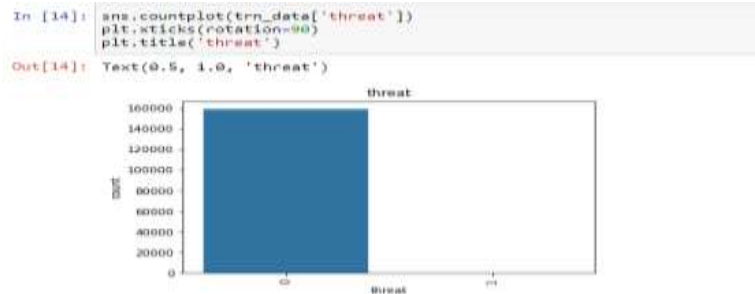 In [14]: sns.countplot(trn_data['threat'])
plt.xticks(rotation=90)
plt.title('threat')
Out[14]: Text(0.5, 1.0, 'threat')
threat
160000
140000
120000
100000
80000
60000
40000
20000
0
count
0
1
threat